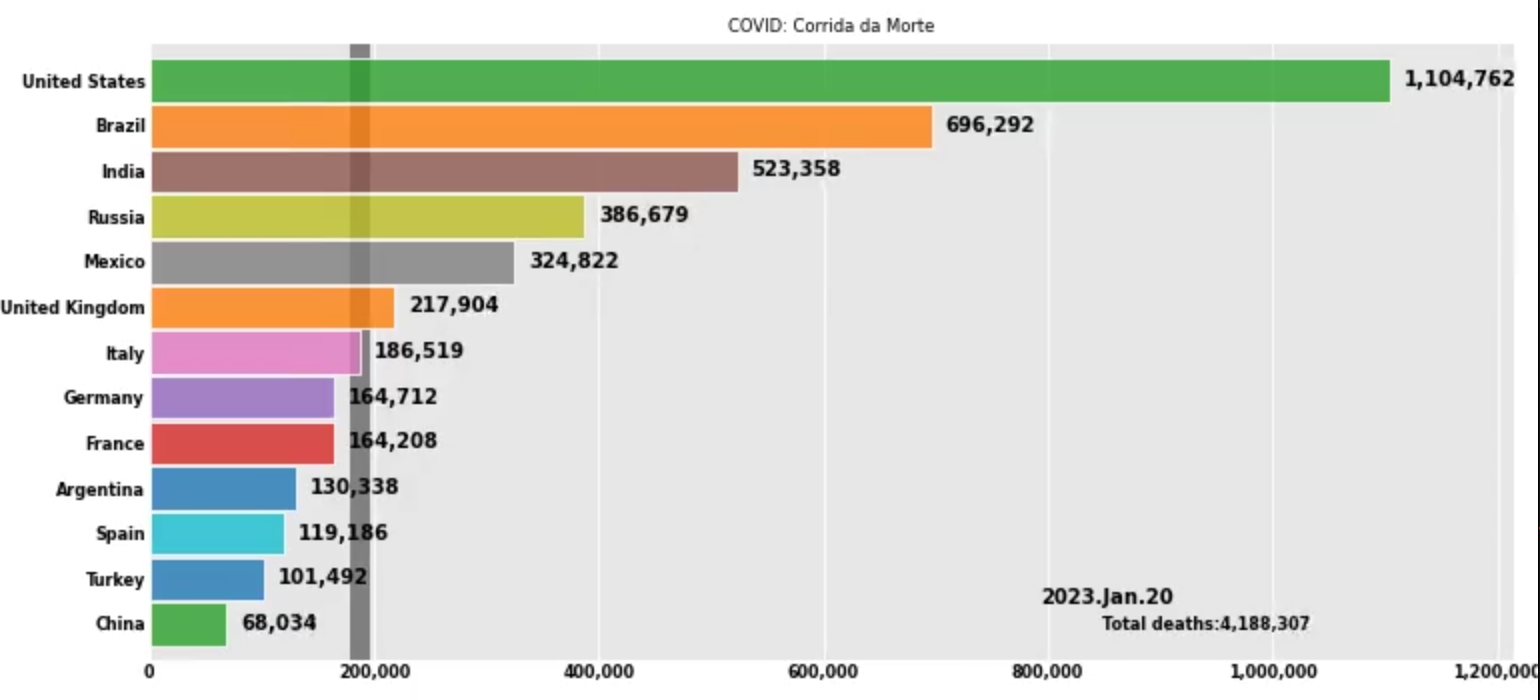 COVID: Corrida da Morte
United States 1,104,762
Brazil 696,292
India 523,358
Russia 386,679
Mexico 324,822
United Kingdom 217,904
Italy 186,519
Germany 164,712
France 164,208
Argentina 130,338
Spain 119,186
Turkey 101,492
2023.Jan.20
China 68,034 Total deaths:4,188,307
0 200,000 400,000 600,000 800,000 1,000,000 1,200,000